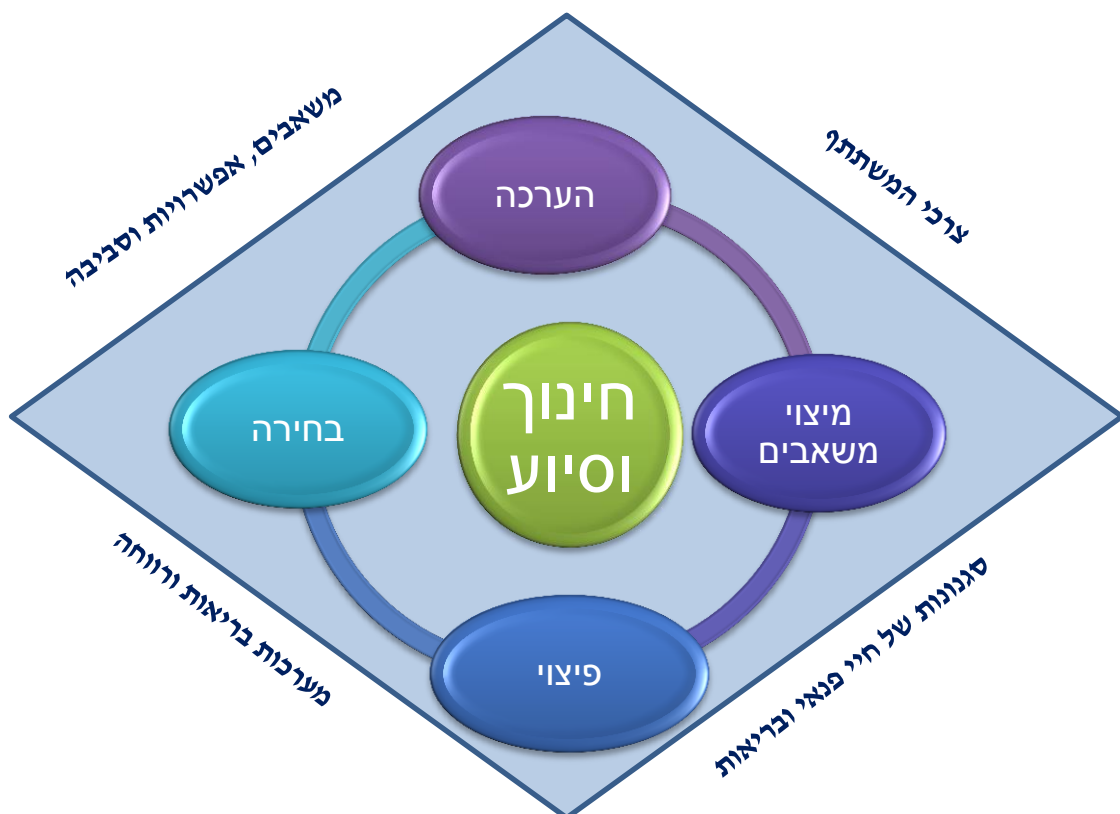 משאבים, אפשרויות וסביבה
צרכי המשתתף
הערכה
מיצוי
משאבים
חינוך
וסיוע
בחירה
פיצוי
מערכות בריאות ורווחה
סגנונות של חיי פנאי ובריאות